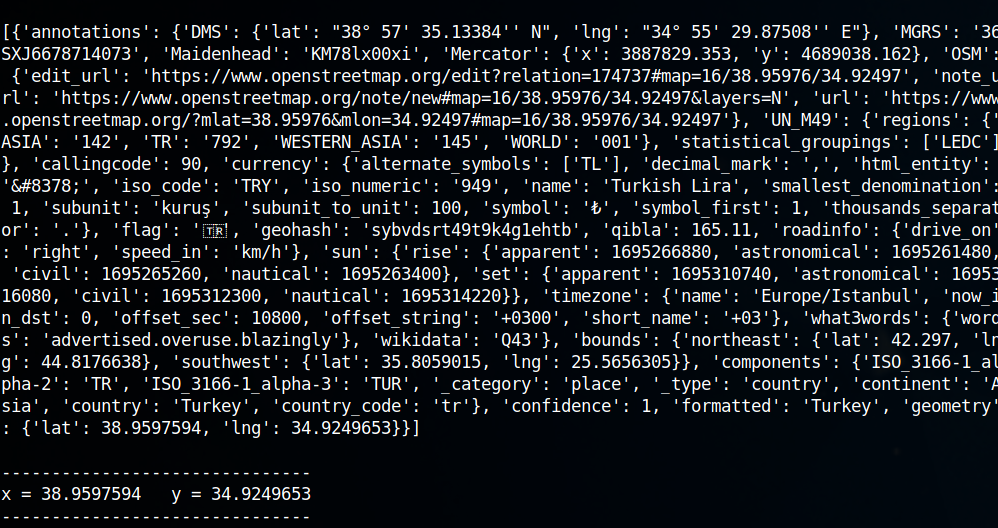 [{'annotations': {'DMS': {'lat': "38° 57' 35.13384'' N", 'lng': "34° 55' 29.87508'' E"}, 'MGRS': '36
SXJ6678714073', 'Maidenhead': 'KM78lx00xi', 'Mercator': {'x': 3887829.353, 'y': 4689038.162}, 'OSM':
{'edit_url': 'https://www.openstreetmap.org/edit?relation=174737#map=16/38.95976/34.92497', 'note_u
rl': 'https://www.openstreetmap.org/note/new#map=16/38.95976/34.92497&layers=N', 'url': 'https://www
.openstreetmap.org/?mlat=38.95976&mlon=34.92497#map=16/38.95976/34.92497'}, 'UN_M49': {'regions': {'
ASIA': '142', 'TR': '792', 'WESTERN_ASIA': '145', 'WORLD': '001'}, 'statistical_groupings': ['LEDC']
}, 'callingcode': 90, 'currency': {'alternate_symbols': ['TL'], 'decimal_mark': ',', 'html_entity':
'&#8378;', 'iso_code': 'TRY', 'iso_numeric': '949', 'name': 'Turkish Lira', 'smallest_denomination':
1, 'subunit': 'kuruş', 'subunit_to_unit': 100, 'symbol': '₺', 'symbol_first': 1, 'thousands_separat
or': '.'}, 'flag': '🇹🇷', 'geohash': 'sybvdsrt49t9k4g1ehtb', 'qibla': 165.11, 'roadinfo': {'drive_on'
: 'right', 'speed_in': 'km/h'}, 'sun': {'rise': {'apparent': 1695266880, 'astronomical': 1695261480,
'civil': 1695265260, 'nautical': 1695263400}, 'set': {'apparent': 1695310740, 'astronomical': 16953
16080, 'civil': 1695312300, 'nautical': 1695314220}}, 'timezone': {'name': 'Europe/Istanbul', 'now_i
n_dst': 0, 'offset_sec': 10800, 'offset_string': '+0300', 'short_name': '+03'}, 'what3words': {'word
s': 'advertised.overuse.blazingly'}, 'wikidata': 'Q43'}, 'bounds': {'northeast': {'lat': 42.297, 'ln
g': 44.8176638}, 'southwest': {'lat': 35.8059015, 'lng': 25.5656305}}, 'components': {'ISO_3166-1_al
pha-2': 'TR', 'ISO_3166-1_alpha-3': 'TUR', '_category': 'place', '_type': 'country', 'continent': 'A
sia', 'country': 'Turkey', 'country_code': 'tr'}, 'confidence': 1, 'formatted': 'Turkey', 'geometry'
: {'lat': 38.9597594, 'lng': 34.9249653}}]
-------------------------------
x = 38.9597594   y = 34.9249653
-------------------------------